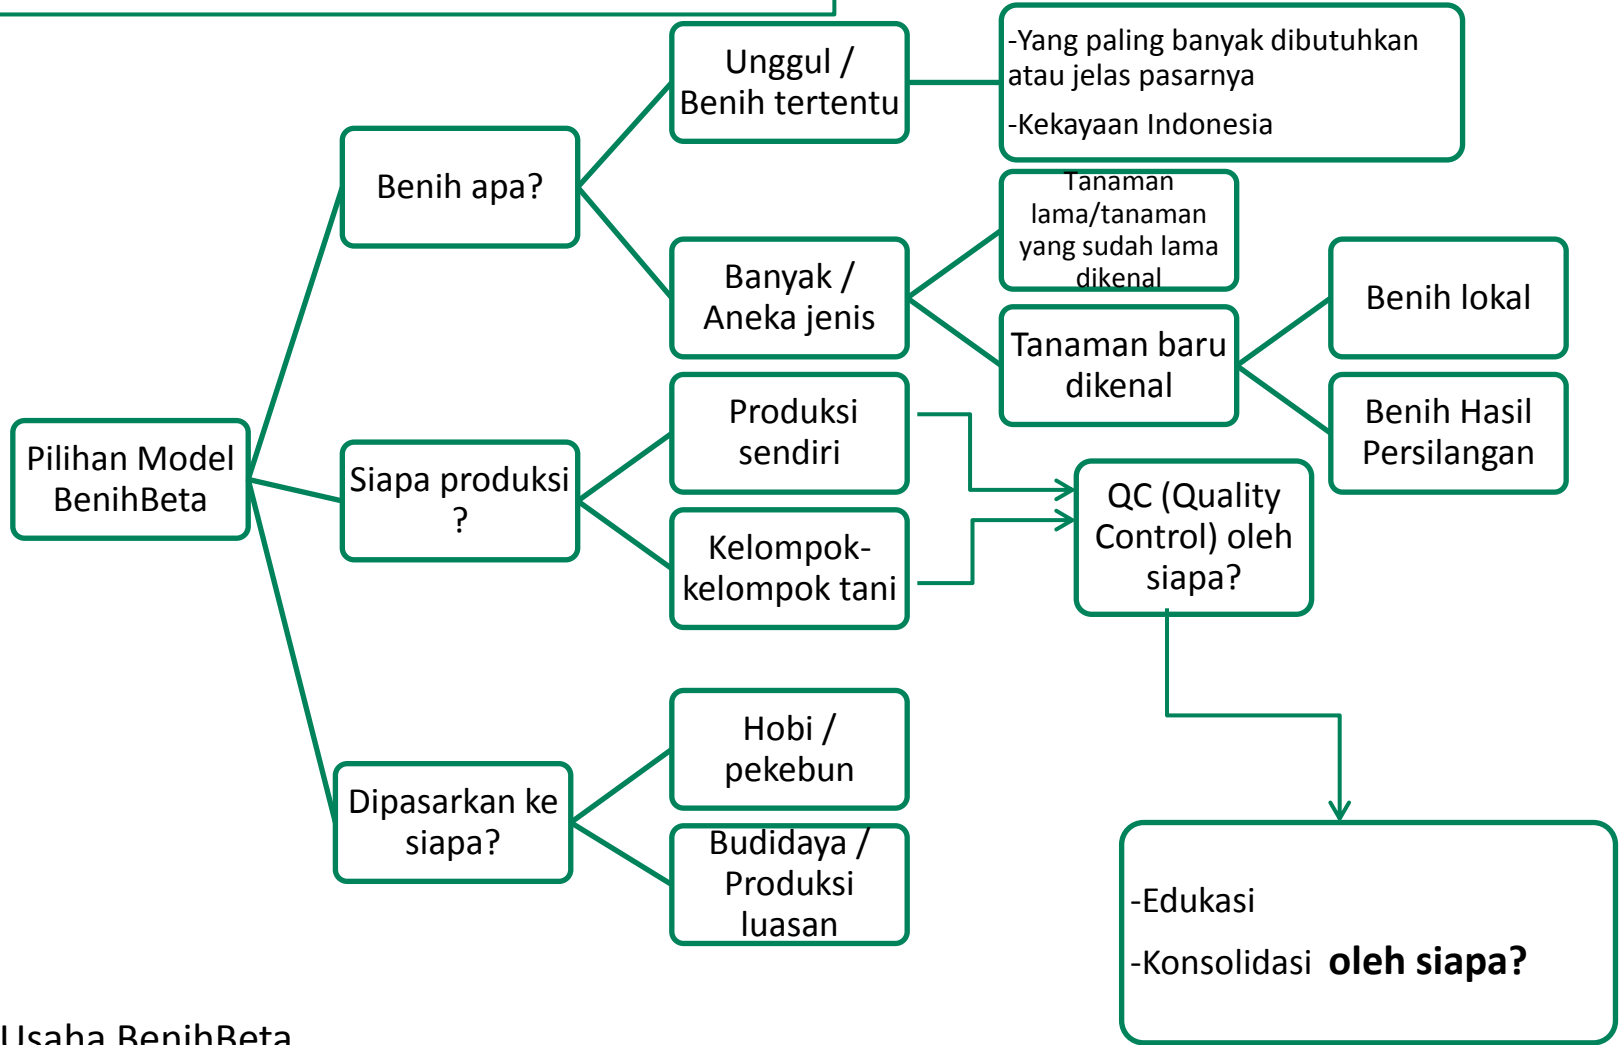 Unggul /
Benih tertentu
-Yang paling banyak dibutuhkan
atau jelas pasarnya
-Kekayaan Indonesia
Benih apa?
Tanaman
lama/tanaman
yang sudah lama
dikenal
Banyak /
Aneka jenis
Benih lokal
Tanaman baru
dikenal
Benih Hasil
Persilangan
Pilihan Model
BenihBeta
Siapa produksi
?
Produksi
sendiri
Kelompok-
kelompok tani
QC (Quality
Control) oleh
siapa?
Dipasarkan ke
siapa?
Hobi /
pekebun
Budidaya /
Produksi
luasan
-Edukasi
-Konsolidasi oleh siapa?
Usaha BenihBeta